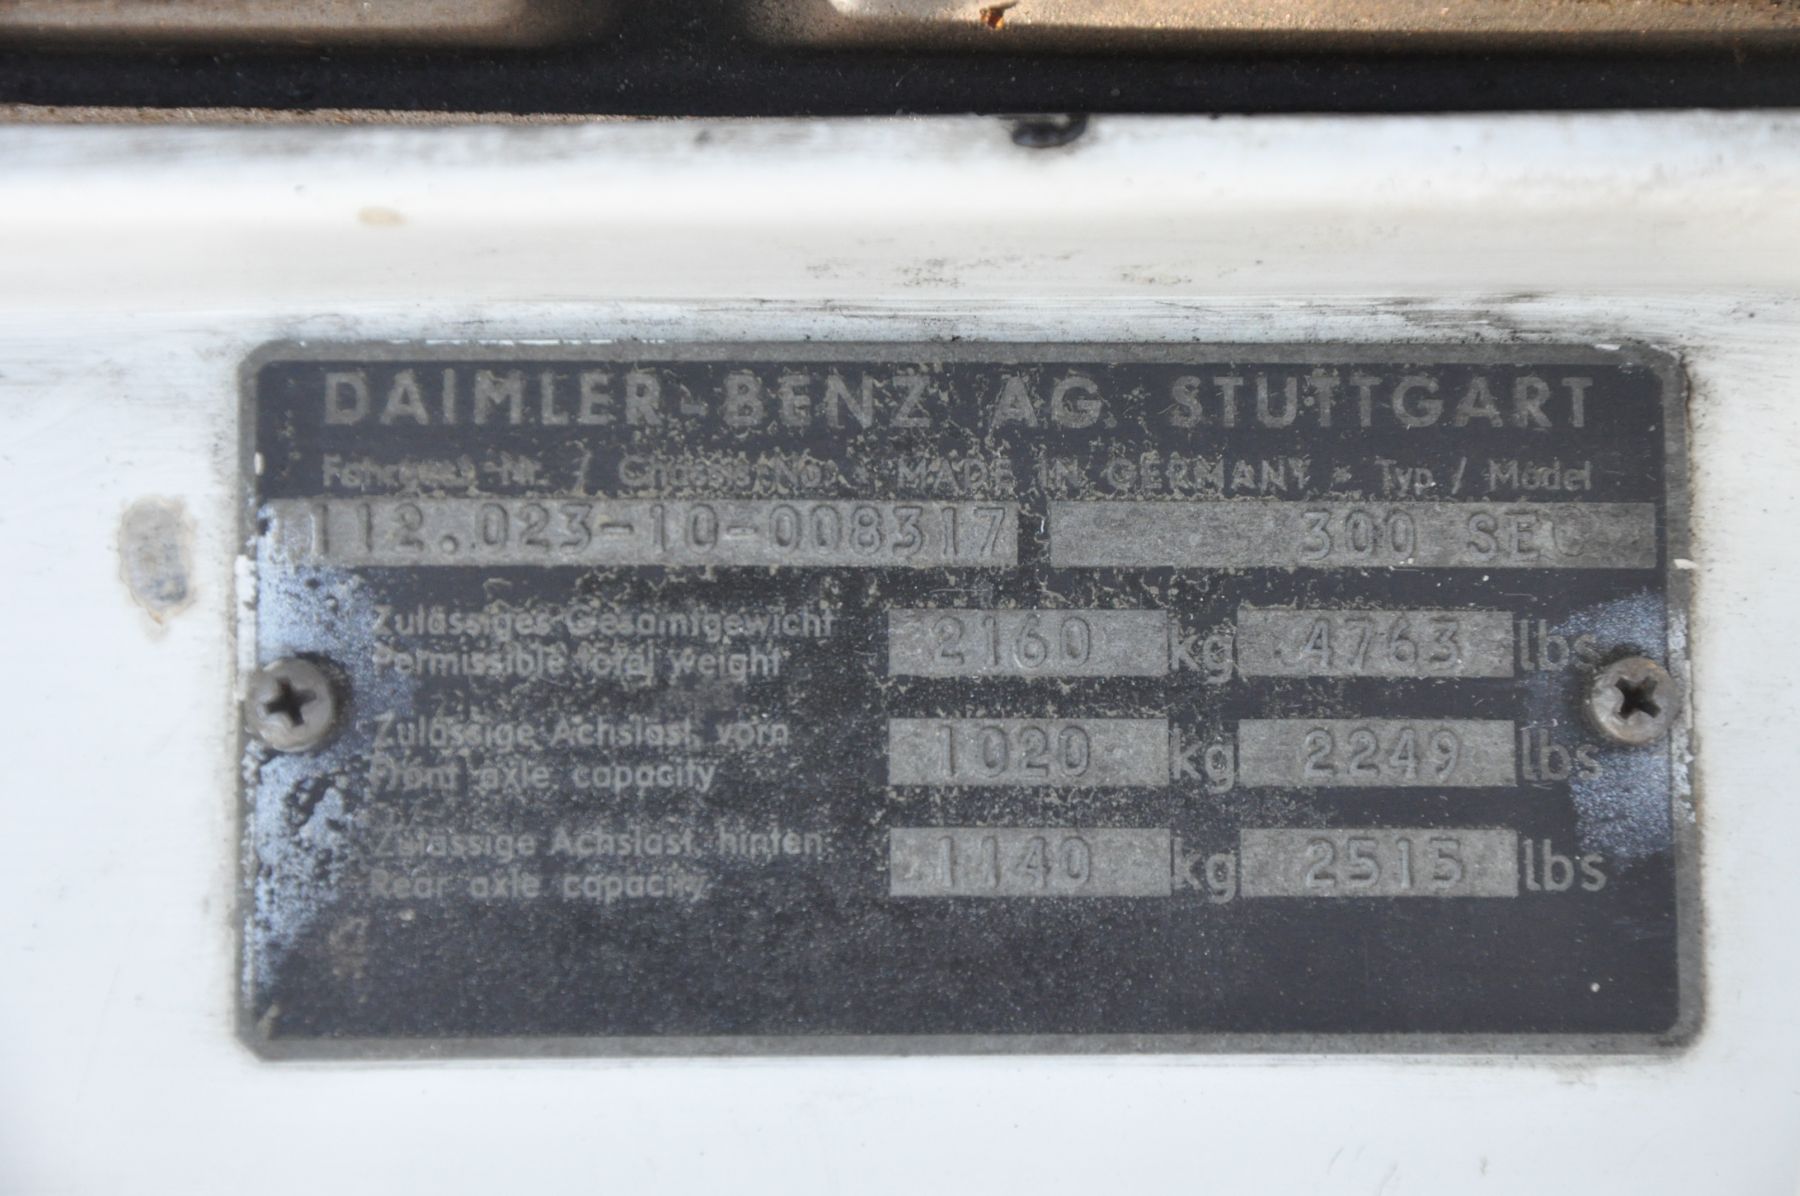 DAIMLER-BENZ AG. STUTTGART
Fahrgest.-Nr. / Chassis-No. • MADE IN GERMANY • Typ / Model
112.023-10-008317 300 SEC
Zulässiges Gesamtgewicht
Permissible total weight 2160 kg 4763 lbs
Zulässige Achslast, vorn
Front axle capacity 1020 kg 2249 lbs
Zulässige Achslast, hinten
Rear axle capacity 1140 kg 2515 lbs